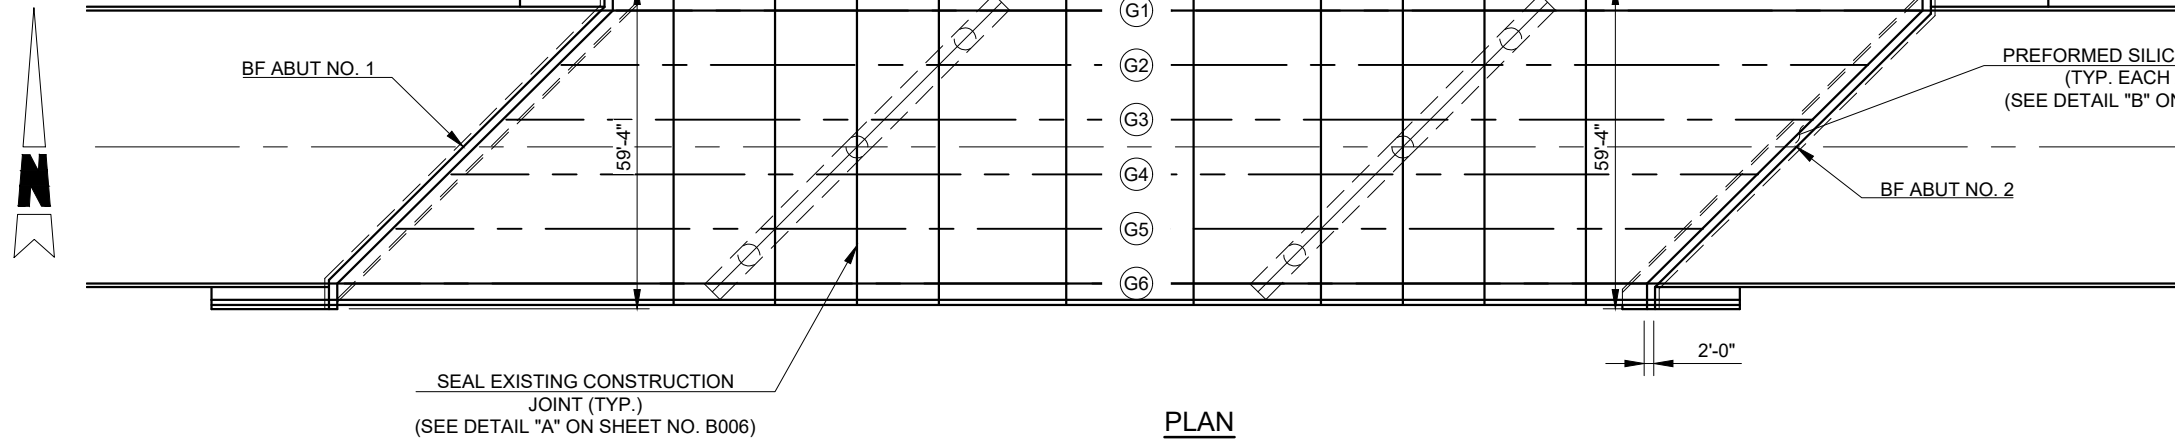 G1
BF ABUT NO. 1
G2
PREFORMED SILIC
(TYP. EACH
(SEE DETAIL "B" ON
G3
59'-4"
59'-4"
N
G4
BF ABUT NO. 2
G5
G6
2'-0"
SEAL EXISTING CONSTRUCTION
JOINT (TYP.)
(SEE DETAIL "A" ON SHEET NO. B006)
PLAN